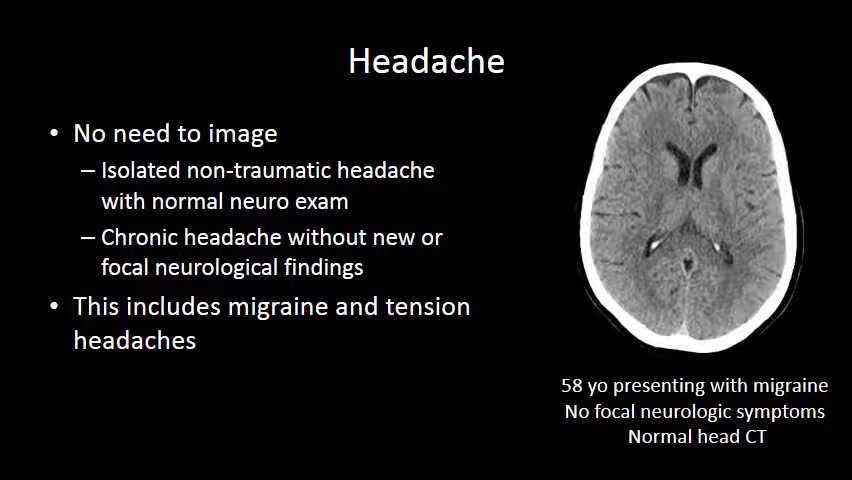 Headache
• No need to image
– Isolated non-traumatic headache
with normal neuro exam
– Chronic headache without new or
focal neurological findings
• This includes migraine and tension
headaches
58 yo presenting with migraine
No focal neurologic symptoms
Normal head CT